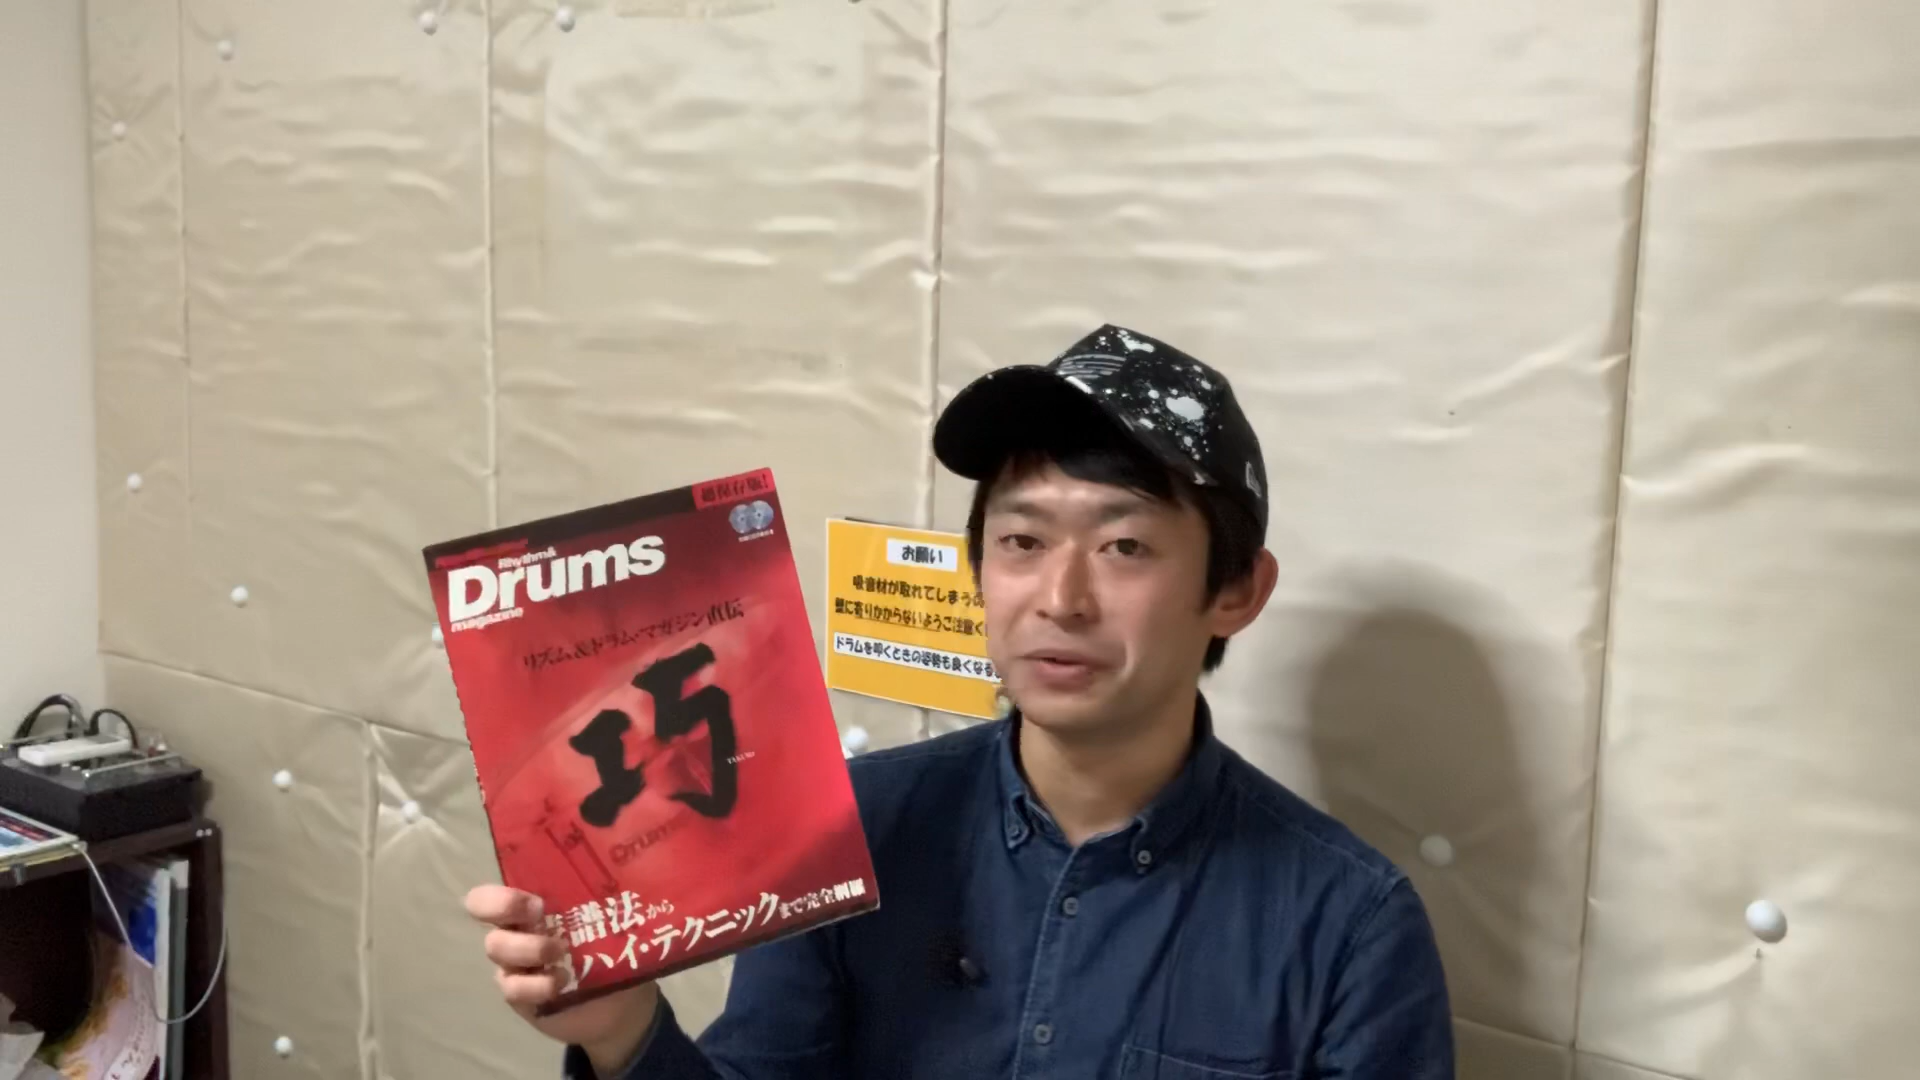 超保存版!
Rhythm &
Drums
magazine
リズム&ドラム・マガジン直伝
巧
TAKUMI
Drums
奏諧法から
ハイ・テクニックまで完全網羅
お願い
吸音材が取れてしまうの
壁に寄りかからないようご注意く
ドラムを叩くときの姿勢も良くなる